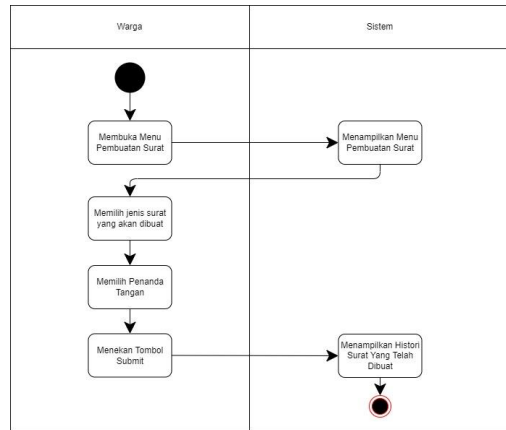 Warga
Sistem
Membuka Menu
Pembuatan Surat
Menampilkan Menu
Pembuatan Surat
Memilih jenis surat
yang akan dibuat
Memilih Penanda
Tangan
Menekan Tombol
Submit
Menampilkan Histori
Surat Yang Telah
Dibuat